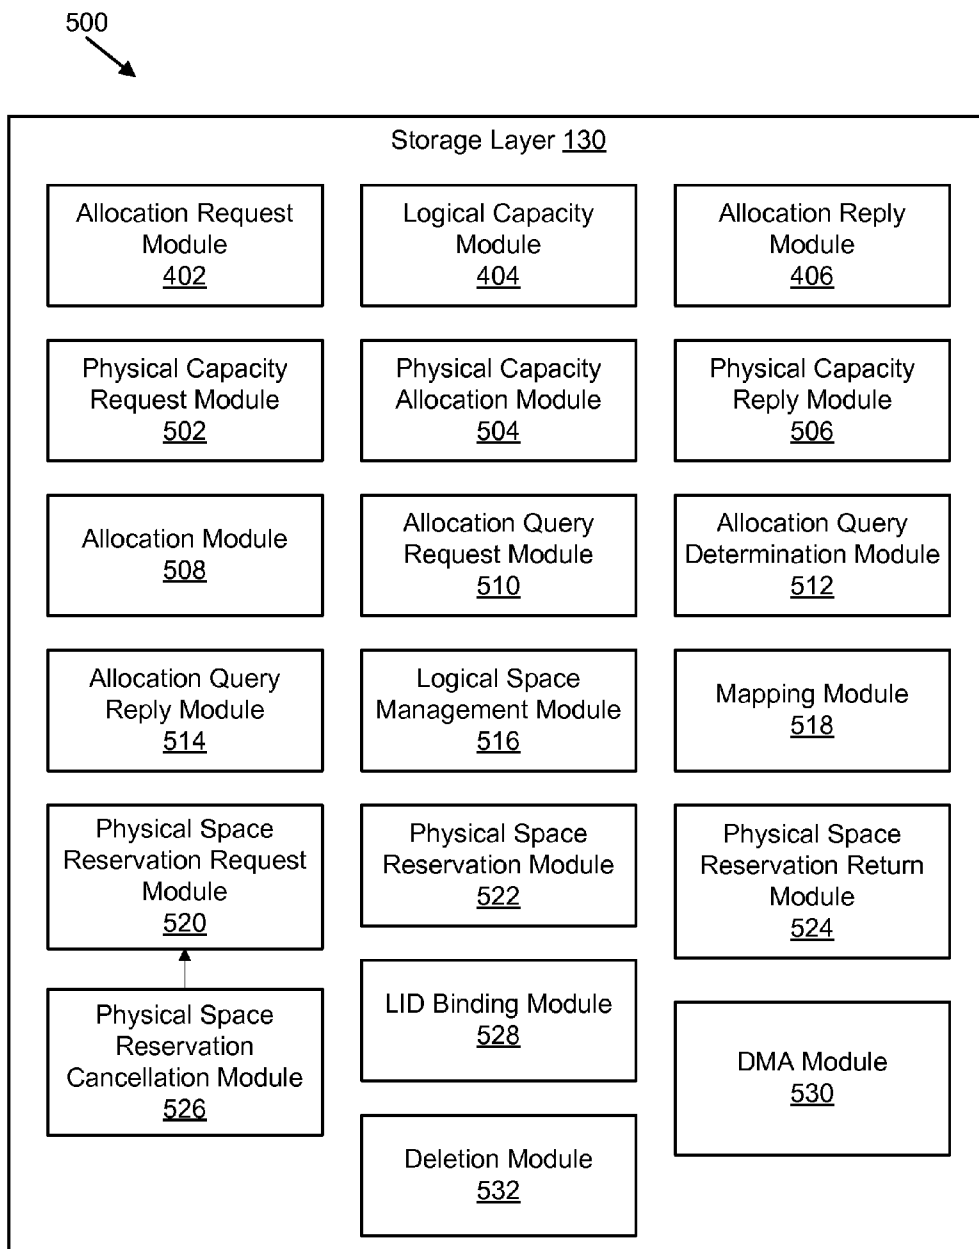 500
Storage Layer 130
Allocation Request
Module
402
Logical Capacity
Module
404
Allocation Reply
Module
406
Physical Capacity
Request Module
502
Physical Capacity
Allocation Module
504
Physical Capacity
Reply Module
506
Allocation Module
508
Allocation Query
Request Module
510
Allocation Query
Determination Module
512
Allocation Query
Reply Module
514
Logical Space
Management Module
516
Mapping Module
518
Physical Space
Reservation Request
Module
520
Physical Space
Reservation Module
522
Physical Space
Reservation Return
Module
524
Physical Space
Reservation
Cancellation Module
526
LID Binding Module
528
DMA Module
530
Deletion Module
532